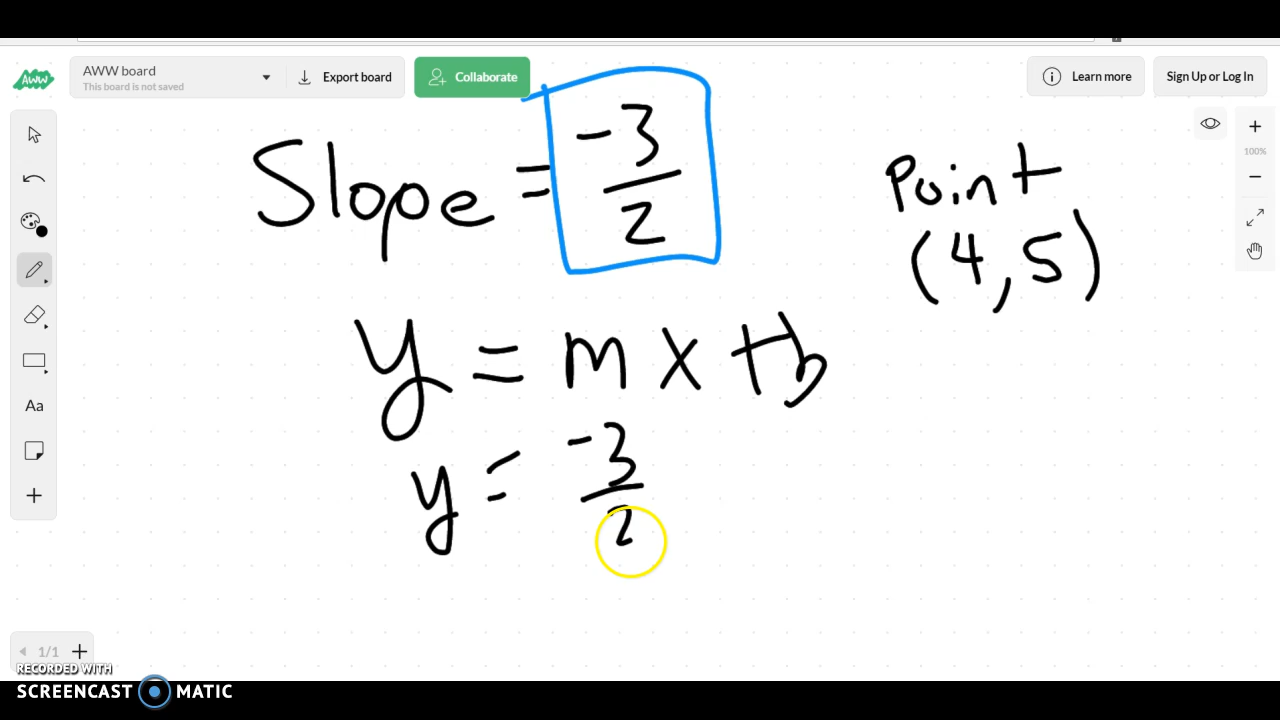 AWW
AWW board
This board is not saved
Export board
Collaborate
Learn more
Sign Up or Log In
100%
Slope = -3/2
Point
(4,5)
y = mx+b
y = -3/2
Aa
1/1
RECORDED WITH
SCREENCAST MATIC